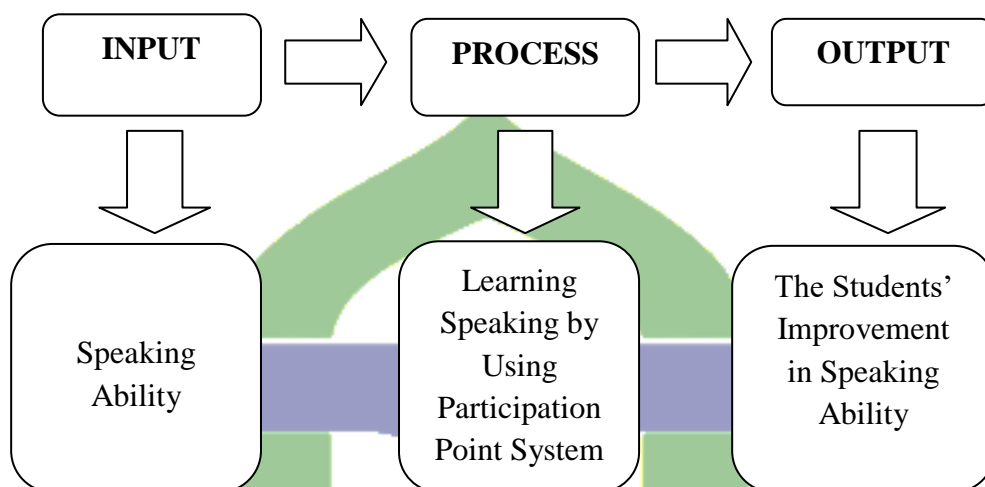 INPUT
PROCESS
OUTPUT
Speaking
Ability
Learning
Speaking by
Using
Participation
Point System
The Students’
Improvement
in Speaking
Ability